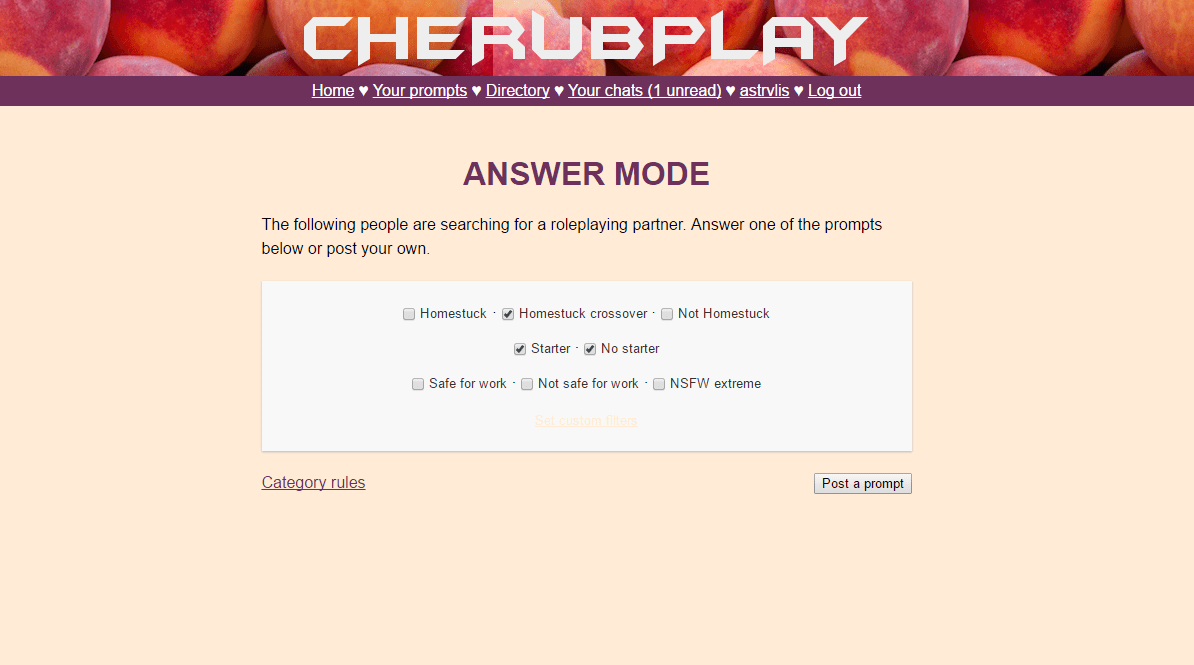 CHERUBPLAY
Home ♥ Your prompts ♥ Directory ♥ Your chats (1 unread) ♥ astrvlis ♥ Log out
ANSWER MODE
The following people are searching for a roleplaying partner. Answer one of the prompts
below or post your own.
Homestuck · Homestuck crossover · Not Homestuck
Starter · No starter
Safe for work · Not safe for work · NSFW extreme
Set custom filters
Category rules
Post a prompt